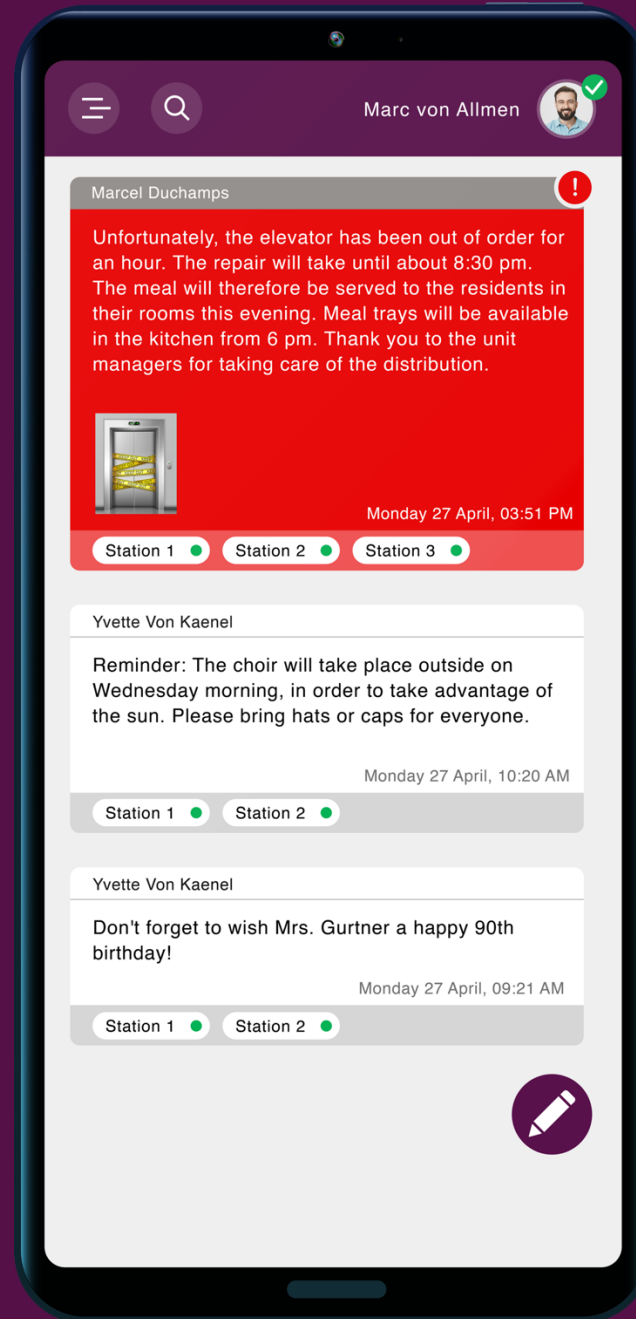 Marc von Allmen
Marcel Duchamps
!
Unfortunately, the elevator has been out of order for
an hour. The repair will take until about 8:30 pm.
The meal will therefore be served to the residents in
their rooms this evening. Meal trays will be available
in the kitchen from 6 pm. Thank you to the unit
managers for taking care of the distribution.
Monday 27 April, 03:51 PM
Station 1 Station 2 Station 3
Yvette Von Kaenel
Reminder: The choir will take place outside on
Wednesday morning, in order to take advantage of
the sun. Please bring hats or caps for everyone.
Monday 27 April, 10:20 AM
Station 1 Station 2
Yvette Von Kaenel
Don't forget to wish Mrs. Gurtner a happy 90th
birthday!
Monday 27 April, 09:21 AM
Station 1 Station 2